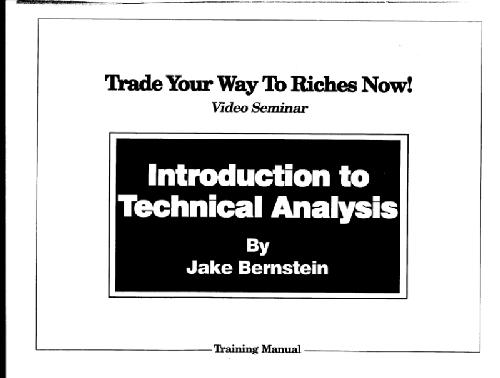 Trade Your Way To Riches Now!
Video Seminar
Introduction to
Technical Analysis
By
Jake Bernstein
Training Manual